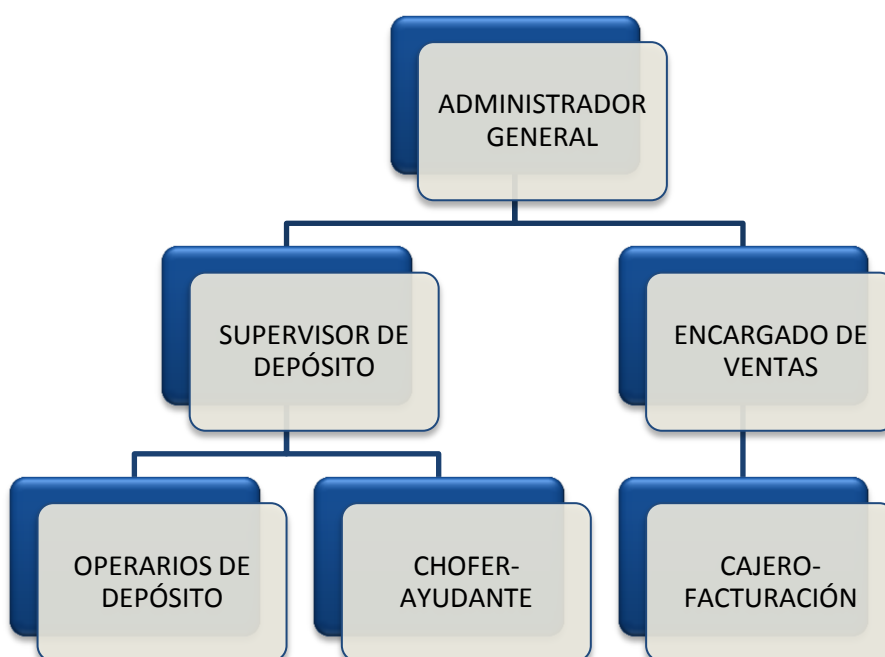 ADMINISTRADOR
GENERAL
SUPERVISOR DE
DEPÓSITO
ENCARGADO DE
VENTAS
OPERARIOS DE
DEPÓSITO
CHOFER-
AYUDANTE
CAJERO-
FACTURACIÓN